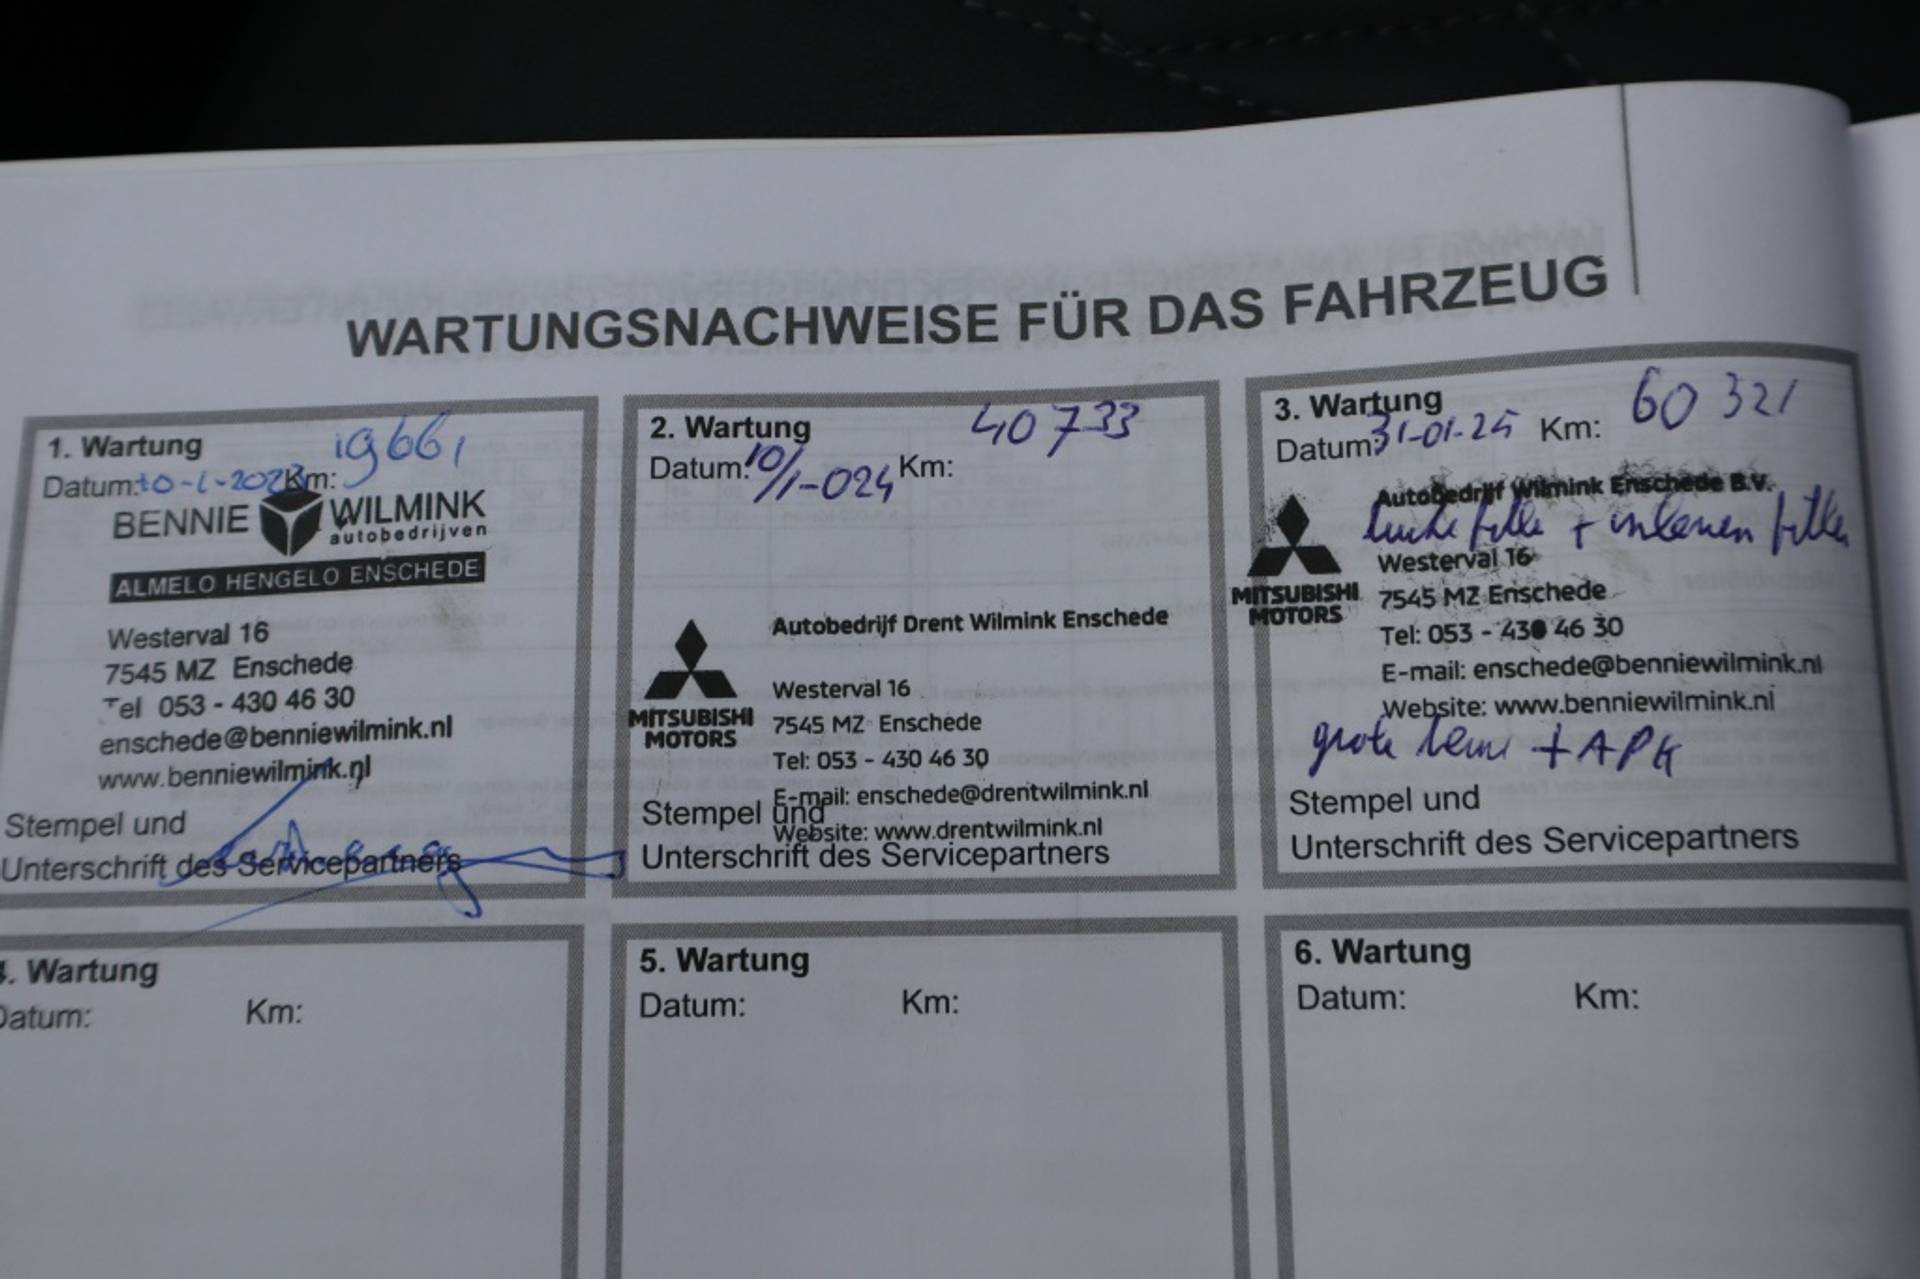 WARTUNGSNACHWEISE FÜR DAS FAHRZEUG
1. Wartung
19661
Datum: 10-1-2023 Km:
BENNIE WILMINK
autobedrijven
ALMELO HENGELO ENSCHEDE
Westerval 16
7545 MZ Enschede
Tel 053 - 430 46 30
enschede@benniewilmink.nl
www.benniewilmink.nl
Stempel und
Unterschrift des Servicepartners
2. Wartung
40733
Datum: 10/1-024 Km:
Autobedrijf Drent Wilmink Enschede
MITSUBISHI
MOTORS
Westerval 16
7545 MZ Enschede
Tel: 053 - 430 46 30
E-mail: enschede@drentwilmink.nl
Stempel und
Website: www.drentwilmink.nl
Unterschrift des Servicepartners
3. Wartung
Datum: 31-01-25 Km: 60321
Autobedrijf Wilmink Enschede B.V.
+
MITSUBISHI
MOTORS
Westerval 16
7545 MZ Enschede
Tel: 053 - 430 46 30
E-mail: enschede@benniewilmink.nl
Website: www.benniewilmink.nl
grote + APK
Stempel und
Unterschrift des Servicepartners
4. Wartung
Datum: Km:
5. Wartung
Datum: Km:
6. Wartung
Datum: Km: